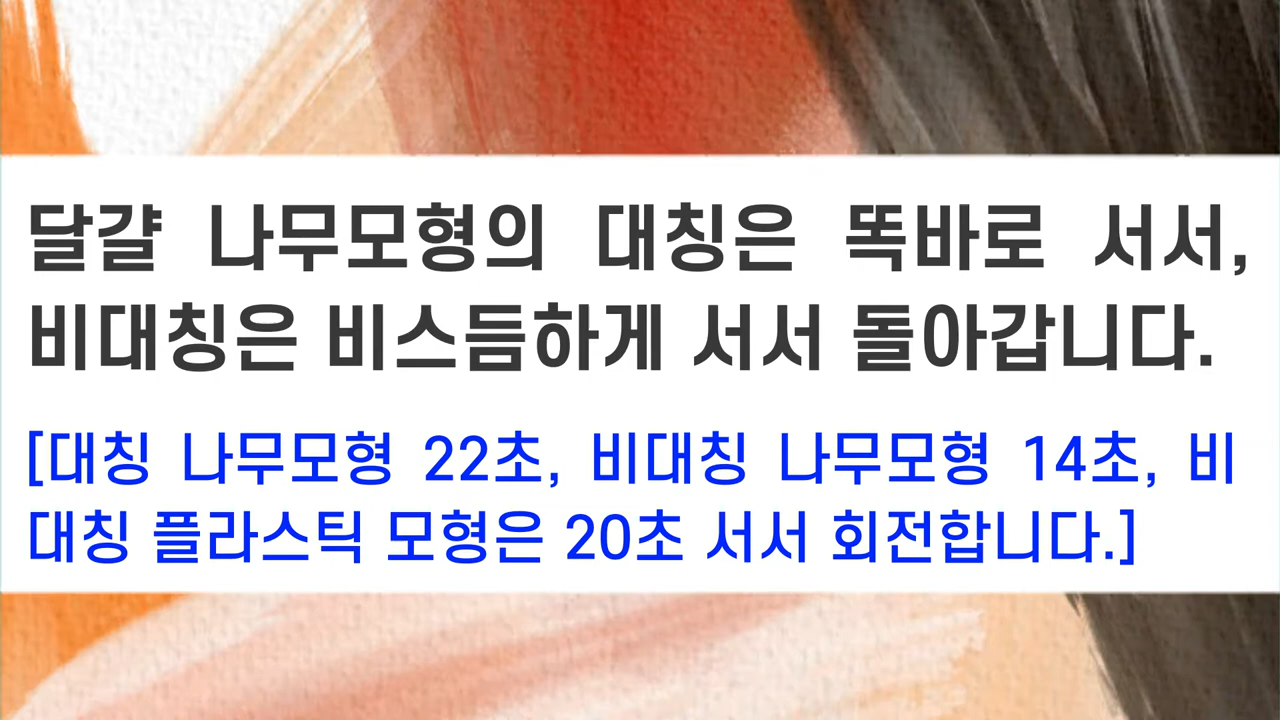 달걀 나무모형의 대칭은 똑바로 서서,
비대칭은 비스듬하게 서서 돌아갑니다.
[대칭 나무모형 22초, 비대칭 나무모형 14초, 비
대칭 플라스틱 모형은 20초 서서 회전합니다.]